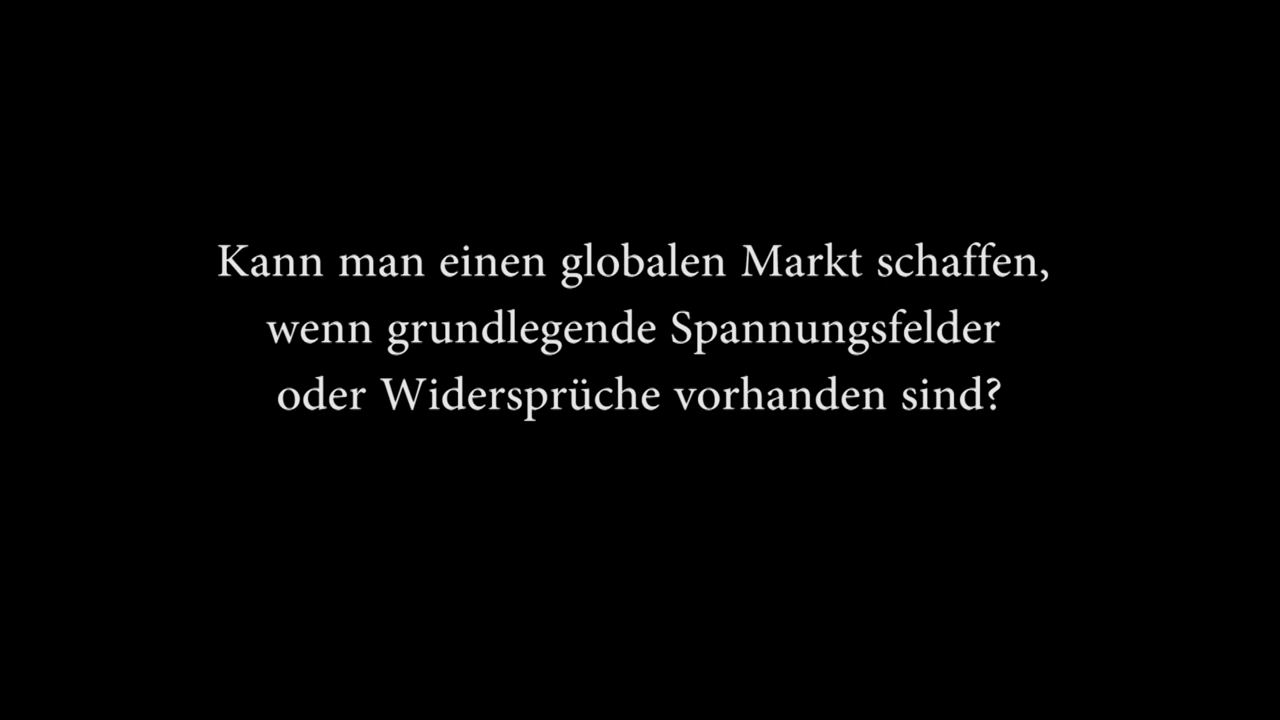 Kann man einen globalen Markt schaffen,
wenn grundlegende Spannungsfelder
oder Widersprüche vorhanden sind?